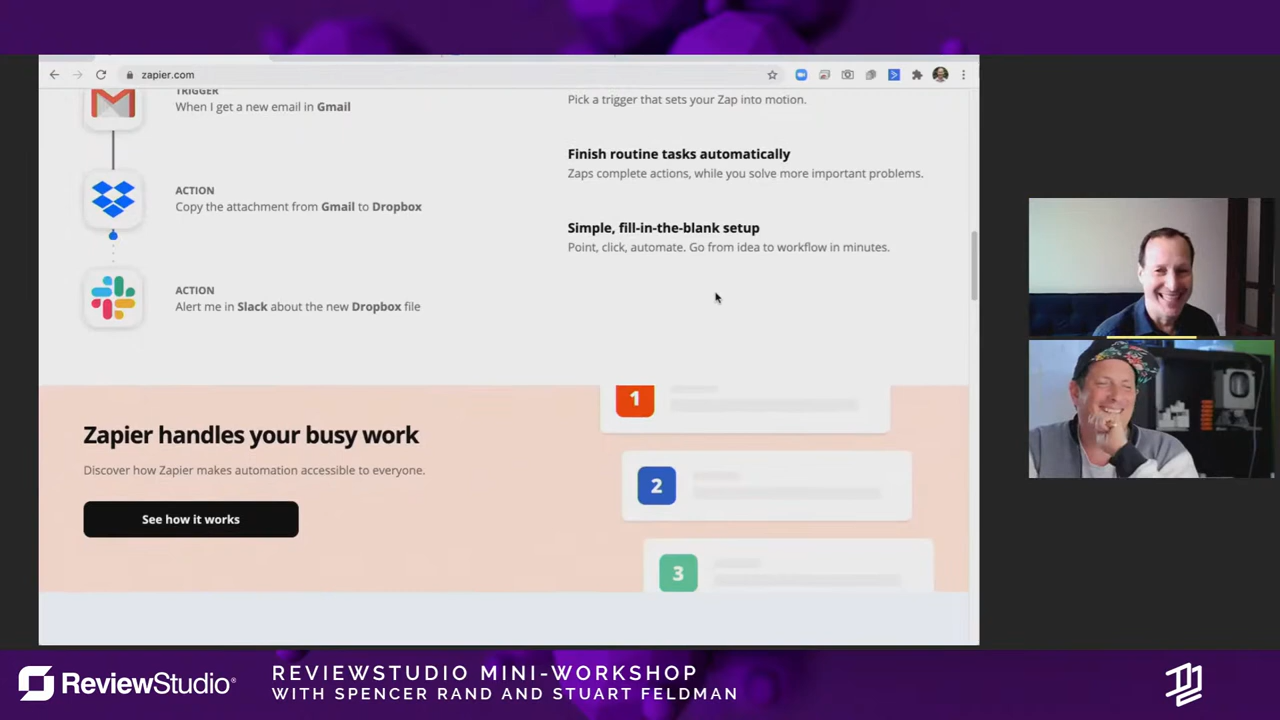 zapier.com
TRIGGER
When I get a new email in Gmail
ACTION
Copy the attachment from Gmail to Dropbox
ACTION
Alert me in Slack about the new Dropbox file
Pick a trigger that sets your Zap into motion.
Finish routine tasks automatically
Zaps complete actions, while you solve more important problems.
Simple, fill-in-the-blank setup
Point, click, automate. Go from idea to workflow in minutes.
Zapier handles your busy work
Discover how Zapier makes automation accessible to everyone.
See how it works
1
2
3
ReviewStudio®
REVIEWSTUDIO MINI-WORKSHOP
WITH SPENCER RAND AND STUART FELDMAN